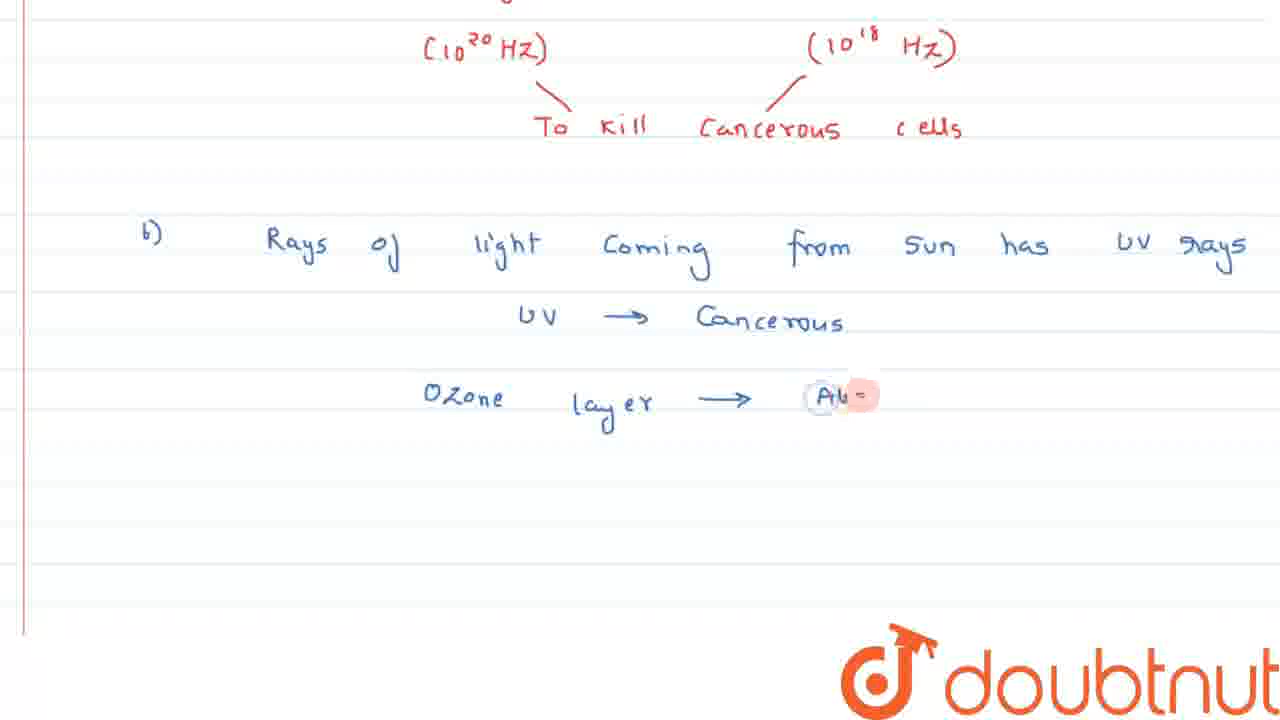 (10²⁰ Hz) (10¹⁸ Hz)
To kill Cancerous cells
b) Rays of light coming from sun has UV rays
UV → Cancerous
Ozone layer →
doubtnut